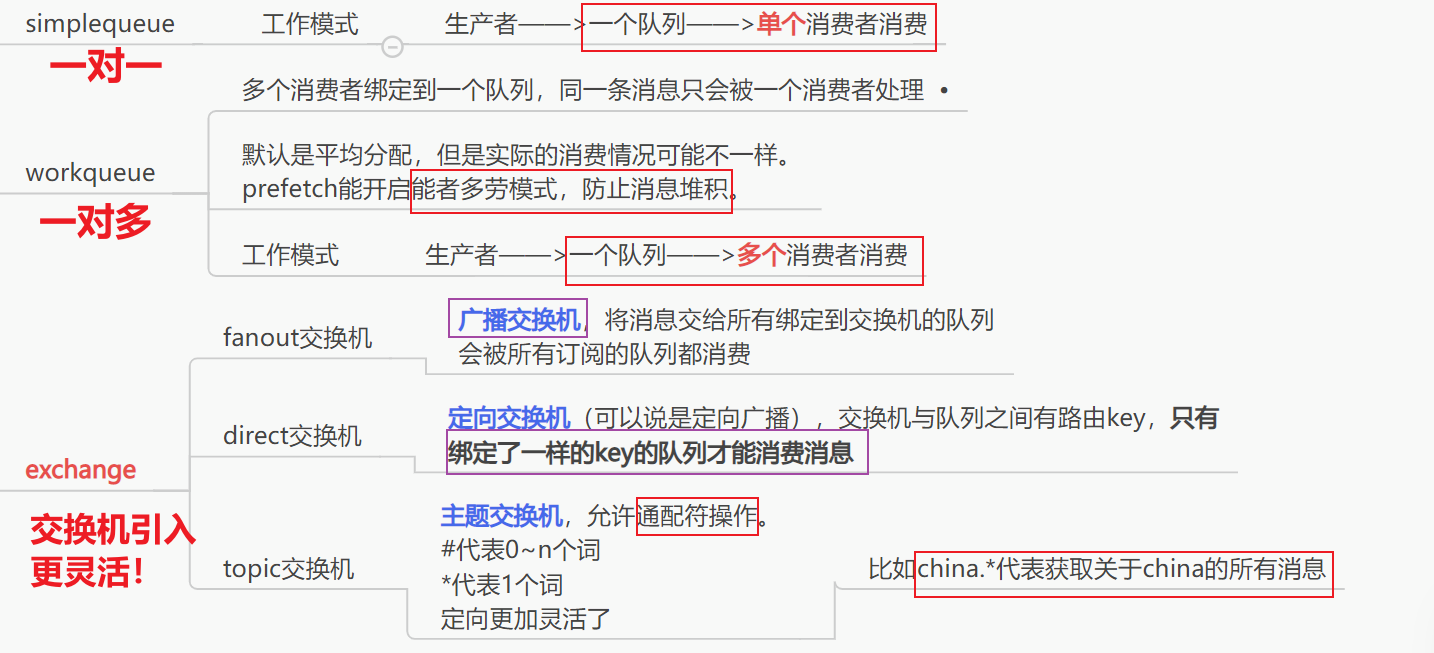 simplequeue
工作模式
生产者——>一个队列——>单个消费者消费
一对一
多个消费者绑定到一个队列，同一条消息只会被一个消费者处理
workqueue
默认是平均分配，但是实际的消费情况可能不一样。
prefetch能开启能者多劳模式，防止消息堆积。
一对多
工作模式
生产者——>一个队列——>多个消费者消费
exchange
交换机引入
更灵活！
fanout交换机
广播交换机，将消息交给所有绑定到交换机的队列
会被所有订阅的队列都消费
direct交换机
定向交换机（可以说是定向广播），交换机与队列之间有路由key，只有
绑定了一样的key的队列才能消费消息
topic交换机
主题交换机，允许通配符操作。
#代表0~n个词
*代表1个词
定向更加灵活了
比如china.*代表获取关于china的所有消息